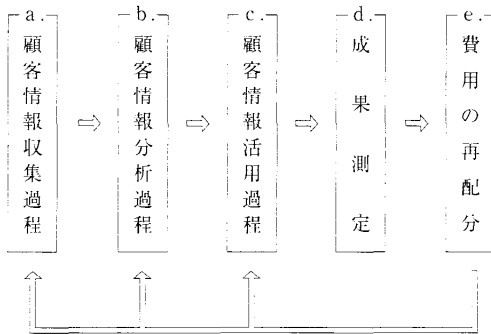 a.
顧客情報収集過程
b.
顧客情報分析過程
c.
顧客情報活用過程
d.
成果測定
e.
費用の再配分